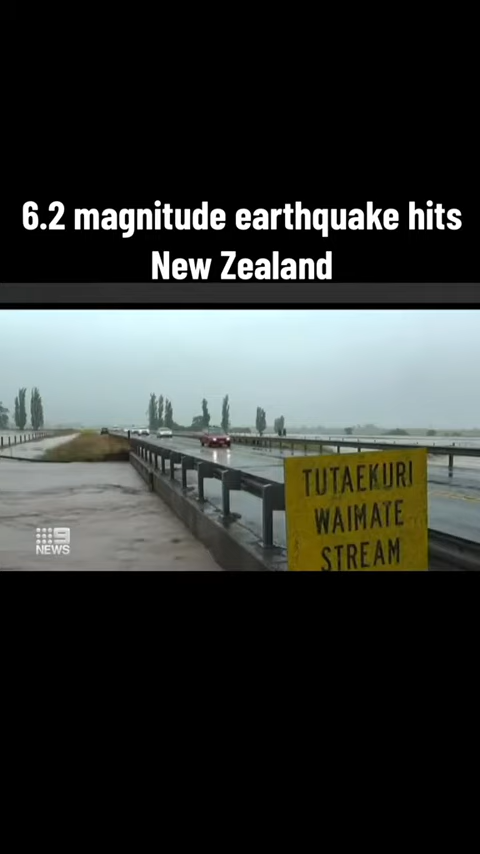 6.2 magnitude earthquake hits
New Zealand
TUTAEKURI
WAIMATE
STREAM
9
NEWS